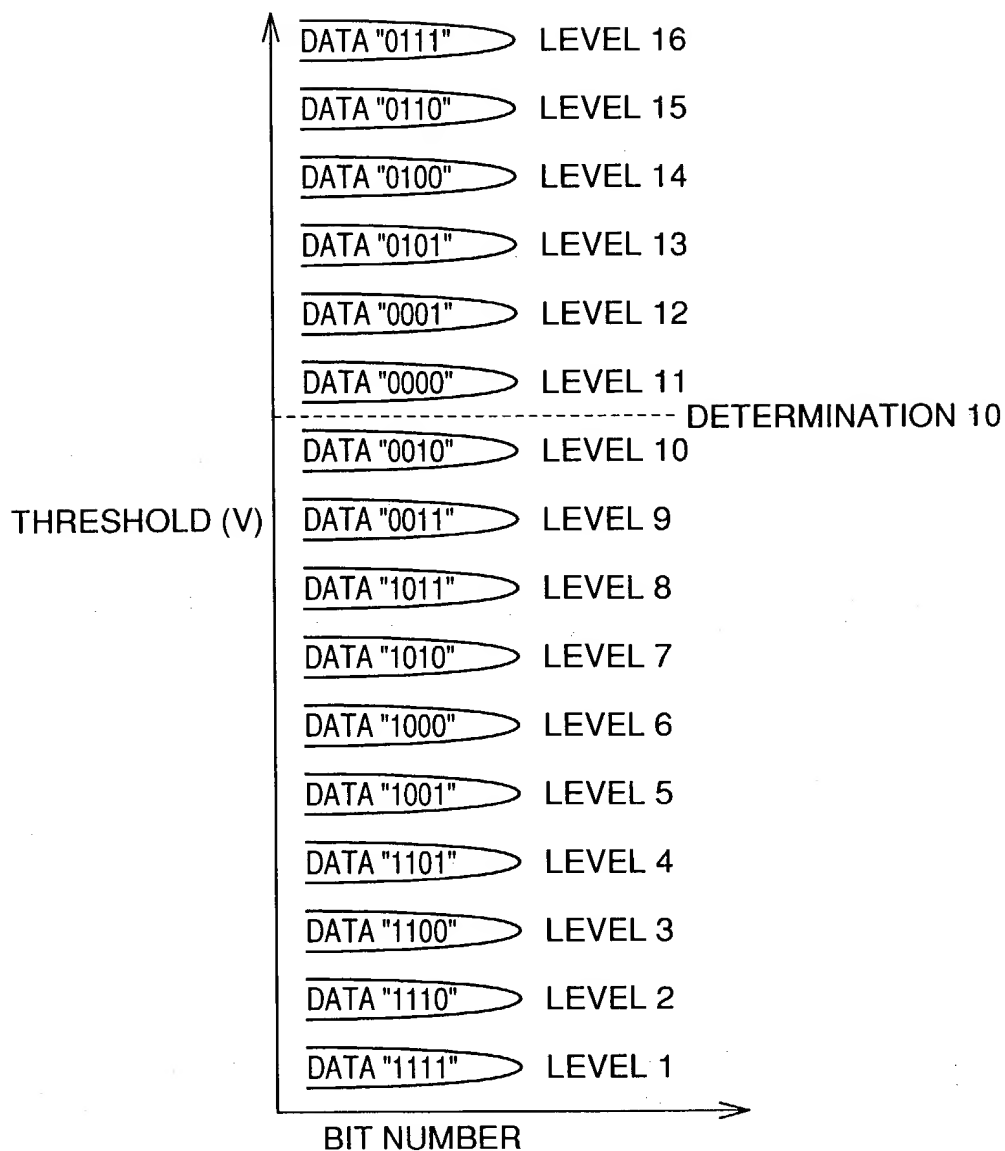 DATA "0111" LEVEL 16
DATA "0110" LEVEL 15
DATA "0100" LEVEL 14
DATA "0101" LEVEL 13
DATA "0001" LEVEL 12
DATA "0000" LEVEL 11
DETERMINATION 10
DATA "0010" LEVEL 10
THRESHOLD (V)
DATA "0011" LEVEL 9
DATA "1011" LEVEL 8
DATA "1010" LEVEL 7
DATA "1000" LEVEL 6
DATA "1001" LEVEL 5
DATA "1101" LEVEL 4
DATA "1100" LEVEL 3
DATA "1110" LEVEL 2
DATA "1111" LEVEL 1
BIT NUMBER